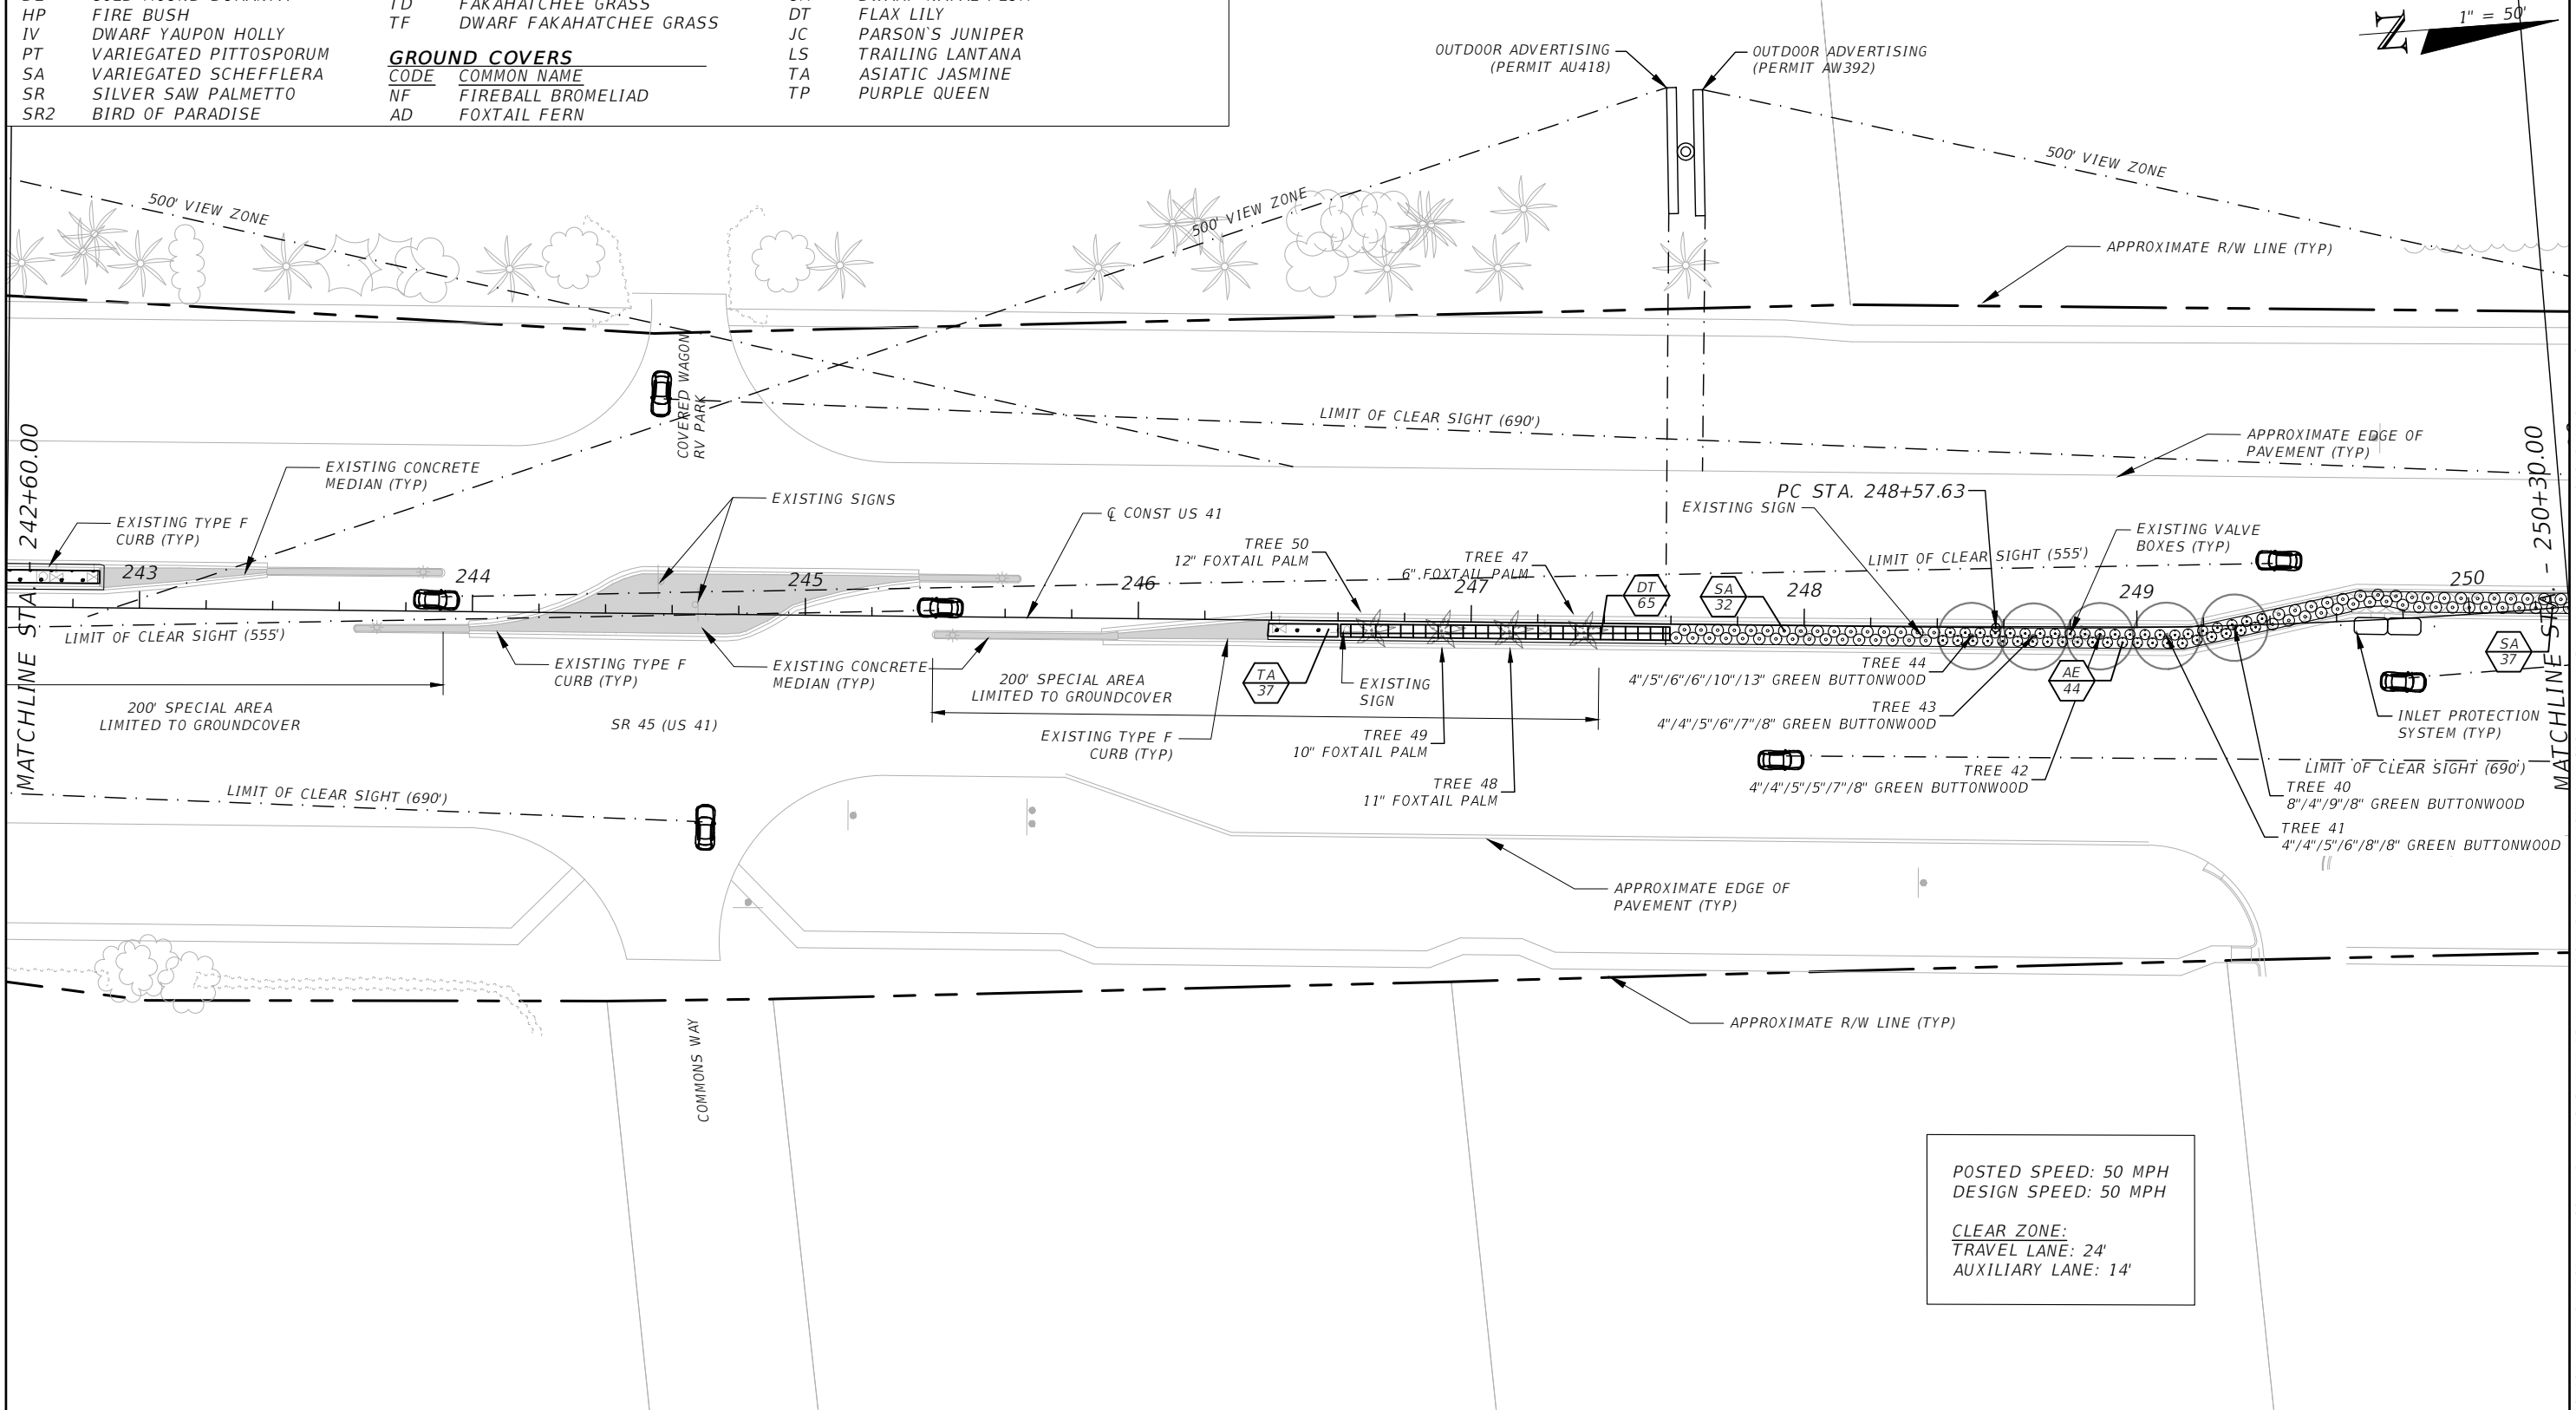 HP FIRE BUSH
IV DWARF YAUPON HOLLY
PT VARIEGATED PITTOSPORUM
SA VARIEGATED SCHEFFLERA
SR SILVER SAW PALMETTO
SR2 BIRD OF PARADISE
TD FAKAHATCHEE GRASS
TF DWARF FAKAHATCHEE GRASS
GROUND COVERS
CODE COMMON NAME
NF FIREBALL BROMELIAD
AD FOXTAIL FERN
DT FLAX LILY
JC PARSON`S JUNIPER
LS TRAILING LANTANA
TA ASIATIC JASMINE
TP PURPLE QUEEN
OUTDOOR ADVERTISING
(PERMIT AU418)
OUTDOOR ADVERTISING
(PERMIT AW392)
N
1" = 50'
500' VIEW ZONE
500' VIEW ZONE
500' VIEW ZONE
APPROXIMATE R/W LINE (TYP)
COVERED WAGON
RV PARK
LIMIT OF CLEAR SIGHT (690')
APPROXIMATE EDGE OF
PAVEMENT (TYP)
MATCHLINE STA. - 242+60.00
EXISTING CONCRETE
MEDIAN (TYP)
EXISTING TYPE F
CURB (TYP)
EXISTING SIGNS
℄ CONST US 41
PC STA. 248+57.63
EXISTING SIGN
EXISTING VALVE
BOXES (TYP)
TREE 50
12" FOXTAIL PALM
TREE 47
6" FOXTAIL PALM
LIMIT OF CLEAR SIGHT (555')
243
244
245
246
247
248
249
250
DT
65
SA
32
LIMIT OF CLEAR SIGHT (555')
EXISTING TYPE F
CURB (TYP)
EXISTING CONCRETE
MEDIAN (TYP)
200' SPECIAL AREA
LIMITED TO GROUNDCOVER
TA
37
EXISTING
SIGN
TREE 44
4"/5"/6"/6"/10"/13" GREEN BUTTONWOOD
AE
44
SA
37
MATCHLINE STA. - 250+30.00
200' SPECIAL AREA
LIMITED TO GROUNDCOVER
SR 45 (US 41)
EXISTING TYPE F
CURB (TYP)
TREE 49
10" FOXTAIL PALM
TREE 43
4"/4"/5"/6"/7"/8" GREEN BUTTONWOOD
INLET PROTECTION
SYSTEM (TYP)
TREE 48
11" FOXTAIL PALM
TREE 42
4"/4"/5"/5"/7"/8" GREEN BUTTONWOOD
LIMIT OF CLEAR SIGHT (690')
TREE 40
8"/4"/9"/8" GREEN BUTTONWOOD
LIMIT OF CLEAR SIGHT (690')
TREE 41
4"/4"/5"/6"/8"/8" GREEN BUTTONWOOD
APPROXIMATE EDGE OF
PAVEMENT (TYP)
APPROXIMATE R/W LINE (TYP)
COMMONS WAY
POSTED SPEED: 50 MPH
DESIGN SPEED: 50 MPH
CLEAR ZONE:
TRAVEL LANE: 24'
AUXILIARY LANE: 14'